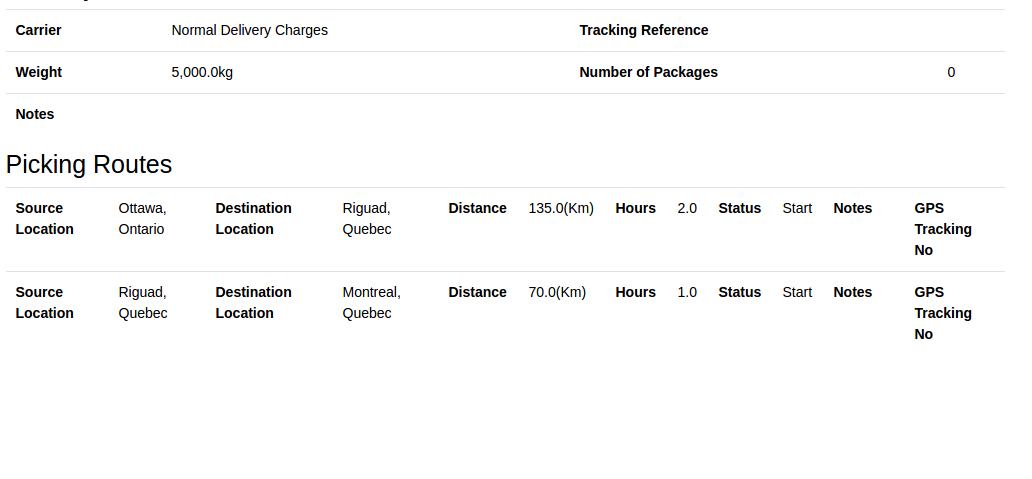 Carrier Normal Delivery Charges Tracking Reference
Weight 5,000.0kg Number of Packages 0
Notes
Picking Routes
Source Ottawa, Destination Riguad, Distance 135.0(Km) Hours 2.0 Status Start Notes GPS
Location Ontario Location Quebec Tracking
No
Source Riguad, Destination Montreal, Distance 70.0(Km) Hours 1.0 Status Start Notes GPS
Location Quebec Location Quebec Tracking
No